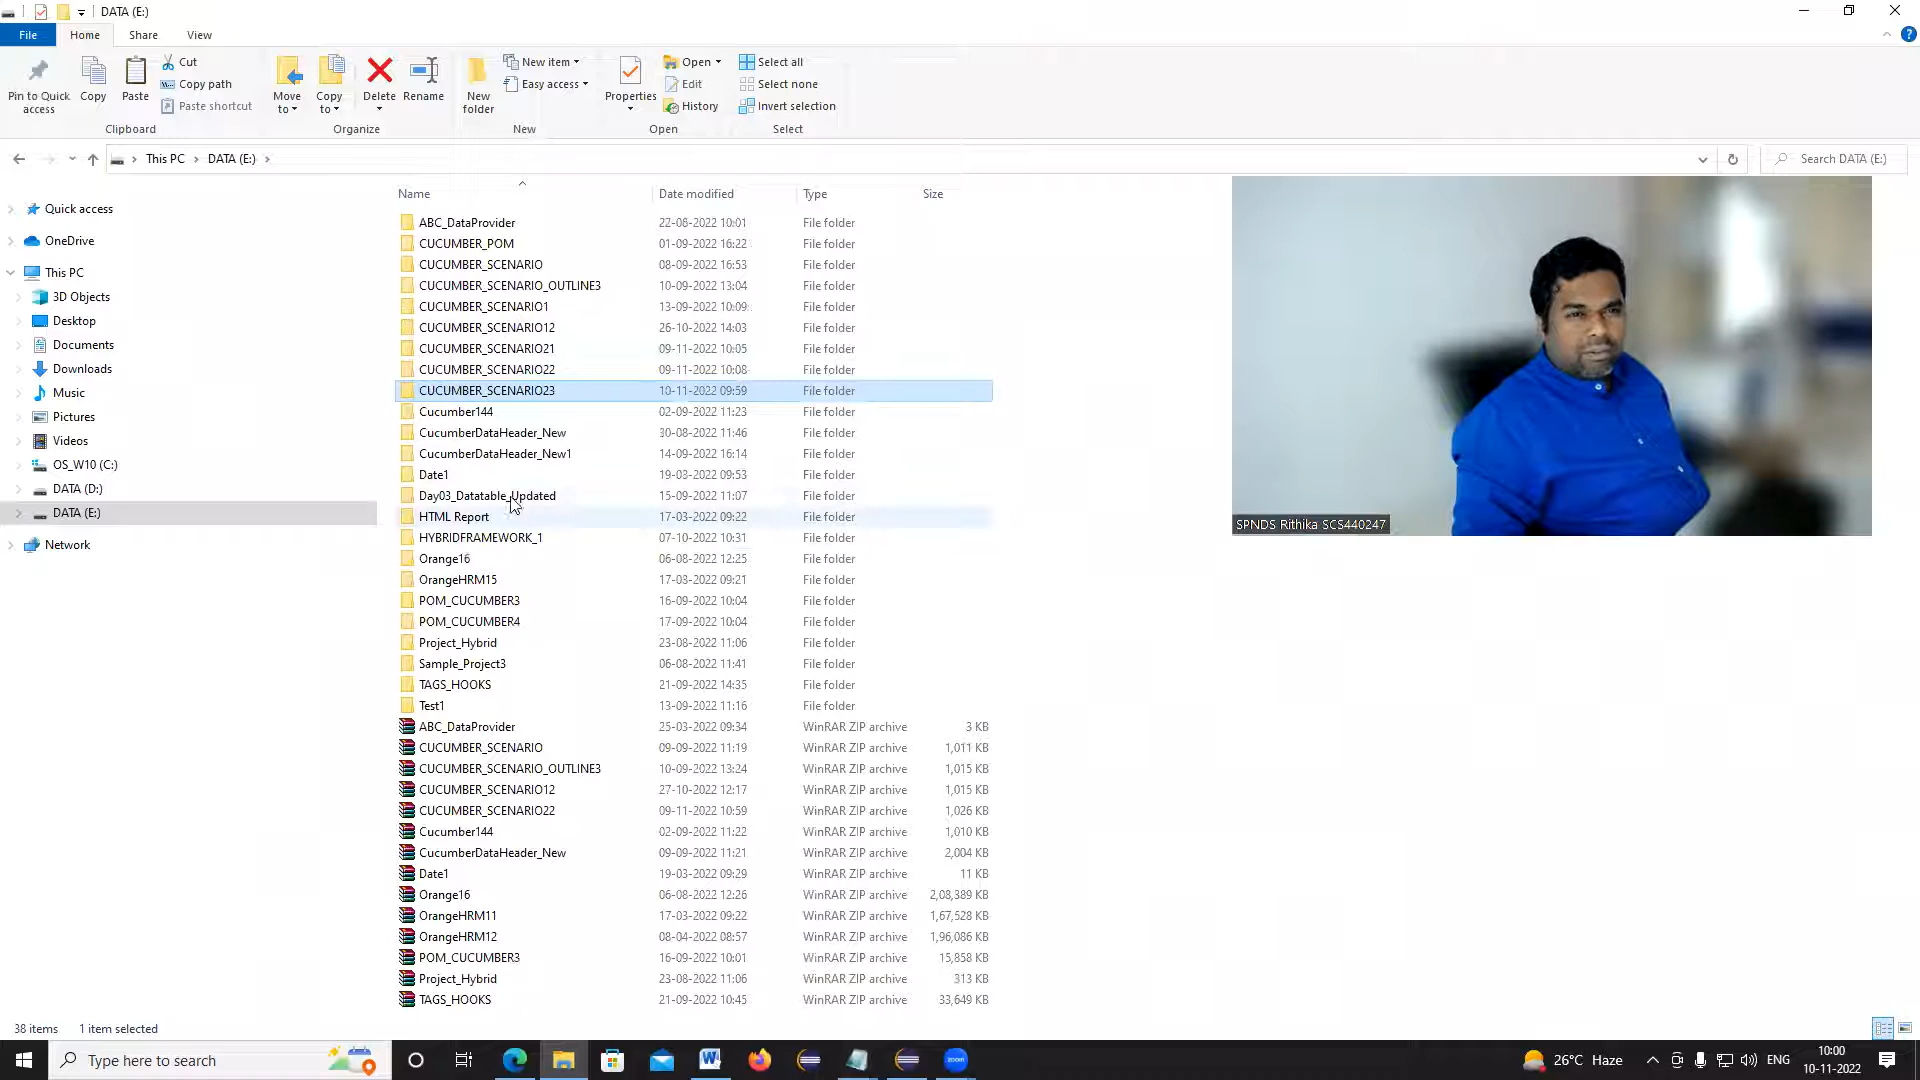 DATA (E:)
File Home Share View
Pin to Quick access
Copy
Paste
Cut
Copy path
Paste shortcut
Clipboard
Move to
Copy to
Delete
Rename
Organize
New folder
New item
Easy access
New
Properties
Open
Edit
History
Open
Select all
Select none
Invert selection
Select
This PC > DATA (E:) >
Search DATA (E:)
Quick access
OneDrive
This PC
3D Objects
Desktop
Documents
Downloads
Music
Pictures
Videos
OS_W10 (C:)
DATA (D:)
DATA (E:)
Network
Name Date modified Type Size
ABC_DataProvider 22-08-2022 10:01 File folder
CUCUMBER_POM 01-09-2022 16:22 File folder
CUCUMBER_SCENARIO 08-09-2022 16:53 File folder
CUCUMBER_SCENARIO_OUTLINE3 10-09-2022 13:04 File folder
CUCUMBER_SCENARIO1 13-09-2022 10:09 File folder
CUCUMBER_SCENARIO12 26-10-2022 14:03 File folder
CUCUMBER_SCENARIO21 09-11-2022 10:05 File folder
CUCUMBER_SCENARIO22 09-11-2022 10:08 File folder
CUCUMBER_SCENARIO23 10-11-2022 09:59 File folder
Cucumber144 02-09-2022 11:23 File folder
CucumberDataHeader_New 30-08-2022 11:46 File folder
CucumberDataHeader_New1 14-09-2022 16:14 File folder
Date1 19-03-2022 09:53 File folder
Day03_Datatable_Updated 15-09-2022 11:07 File folder
HTML Report 17-03-2022 09:22 File folder
HYBRIDFRAMEWORK_1 07-10-2022 10:31 File folder
Orange16 06-08-2022 12:25 File folder
OrangeHRM15 17-03-2022 09:21 File folder
POM_CUCUMBER3 16-09-2022 10:04 File folder
POM_CUCUMBER4 17-09-2022 10:04 File folder
Project_Hybrid 23-08-2022 11:06 File folder
Sample_Project3 06-08-2022 11:41 File folder
TAGS_HOOKS 21-09-2022 14:35 File folder
Test1 13-09-2022 11:16 File folder
ABC_DataProvider 25-03-2022 09:34 WinRAR ZIP archive 3 KB
CUCUMBER_SCENARIO 09-09-2022 11:19 WinRAR ZIP archive 1,011 KB
CUCUMBER_SCENARIO_OUTLINE3 10-09-2022 13:24 WinRAR ZIP archive 1,015 KB
CUCUMBER_SCENARIO12 27-10-2022 12:17 WinRAR ZIP archive 1,015 KB
CUCUMBER_SCENARIO22 09-11-2022 10:59 WinRAR ZIP archive 1,026 KB
Cucumber144 02-09-2022 11:22 WinRAR ZIP archive 1,010 KB
CucumberDataHeader_New 09-09-2022 11:21 WinRAR ZIP archive 2,004 KB
Date1 19-03-2022 09:29 WinRAR ZIP archive 11 KB
Orange16 06-08-2022 12:26 WinRAR ZIP archive 2,08,389 KB
OrangeHRM11 17-03-2022 09:22 WinRAR ZIP archive 1,67,528 KB
OrangeHRM12 08-04-2022 08:57 WinRAR ZIP archive 1,96,086 KB
POM_CUCUMBER3 16-09-2022 10:01 WinRAR ZIP archive 15,858 KB
Project_Hybrid 23-08-2022 11:06 WinRAR ZIP archive 313 KB
TAGS_HOOKS 21-09-2022 10:45 WinRAR ZIP archive 33,649 KB
SPNDS Rithika SCS440247
38 items 1 item selected
Type here to search
zoom
26°C Haze
ENG
10:00
10-11-2022